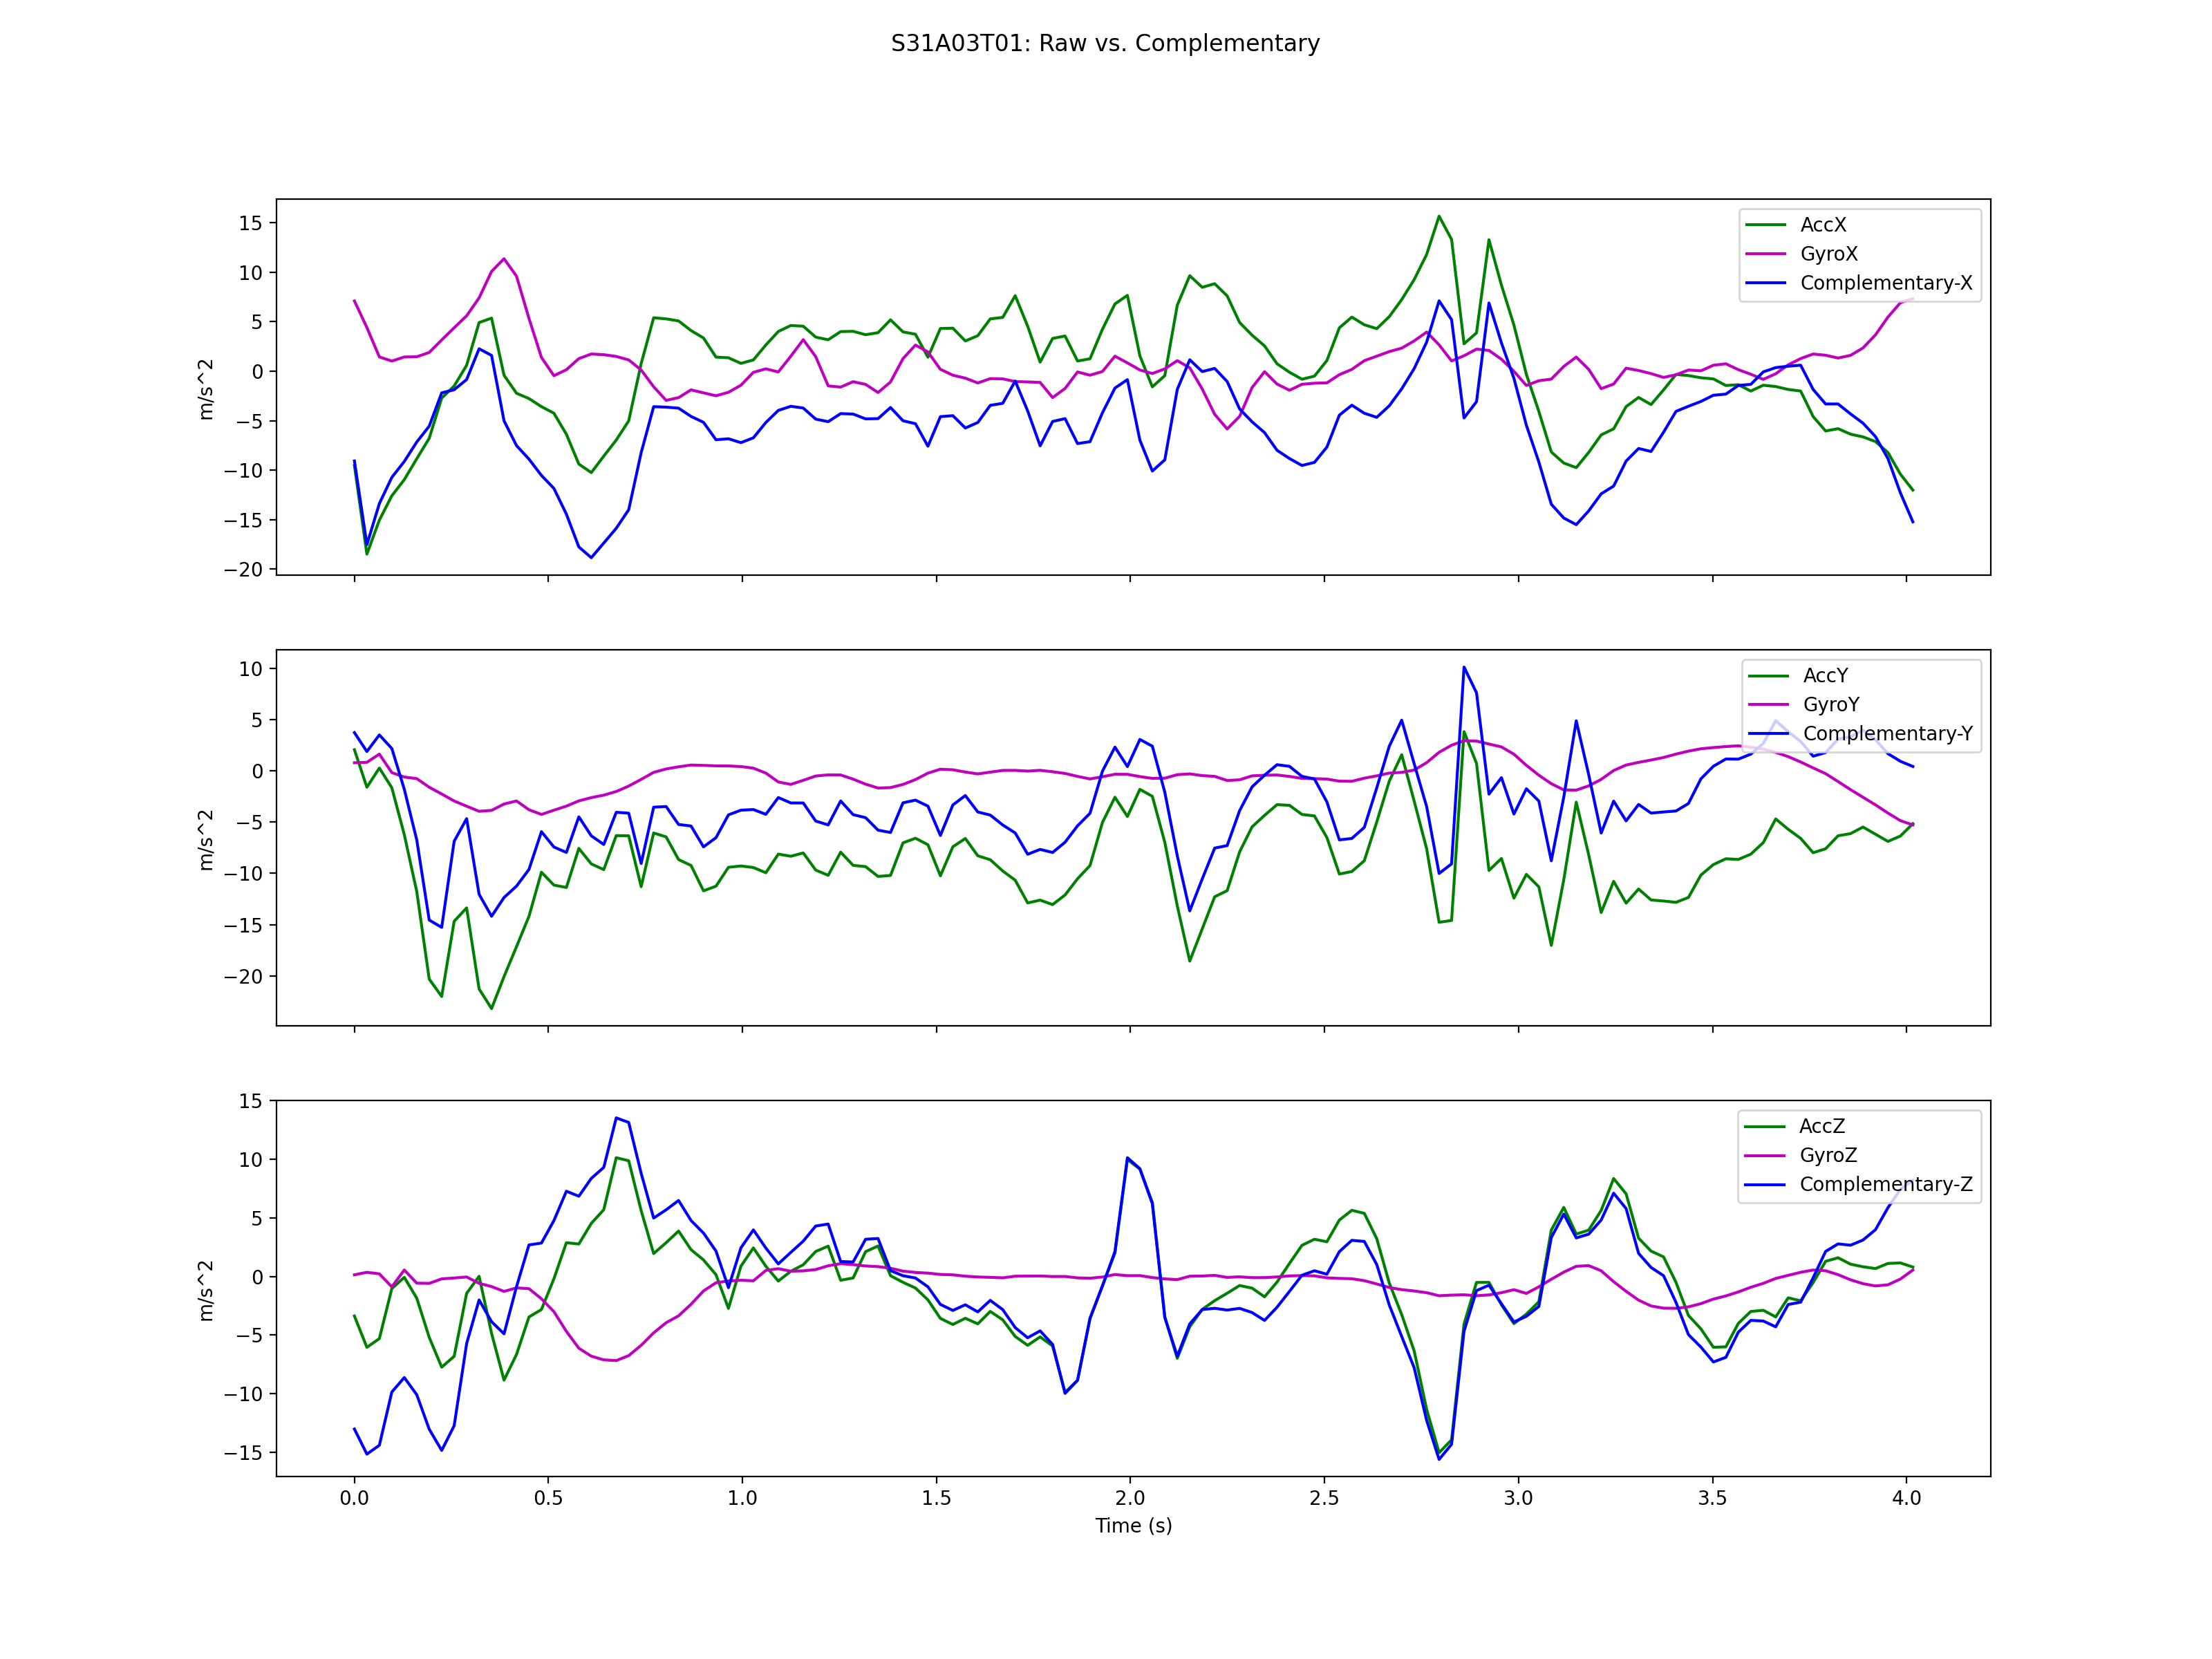 S31A03T01: Raw vs. Complementary
15
10
5
0
−5
−10
−15
−20
m/s^2
AccX
GyroX
Complementary-X
10
5
0
−5
−10
−15
−20
m/s^2
AccY
GyroY
Complementary-Y
15
10
5
0
−5
−10
−15
m/s^2
AccZ
GyroZ
Complementary-Z
0.0 0.5 1.0 1.5 2.0 2.5 3.0 3.5 4.0
Time (s)